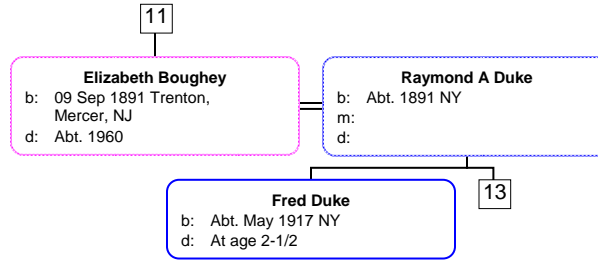 11
Elizabeth Boughey
b: 09 Sep 1891 Trenton,
Mercer, NJ
d: Abt. 1960
Raymond A Duke
b: Abt. 1891 NY
m:
d:
Fred Duke
b: Abt. May 1917 NY
d: At age 2-1/2
13